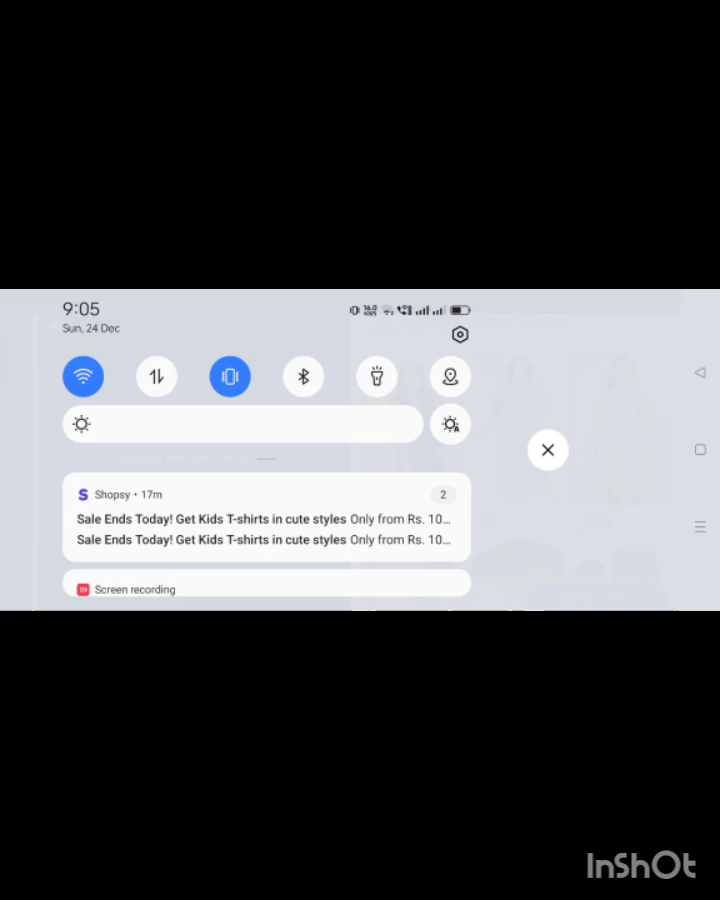 9:05
Sun, 24 Dec
Shopsy • 17m
2
Sale Ends Today! Get Kids T-shirts in cute styles Only from Rs. 10...
Sale Ends Today! Get Kids T-shirts in cute styles Only from Rs. 10...
Screen recording
InShOt